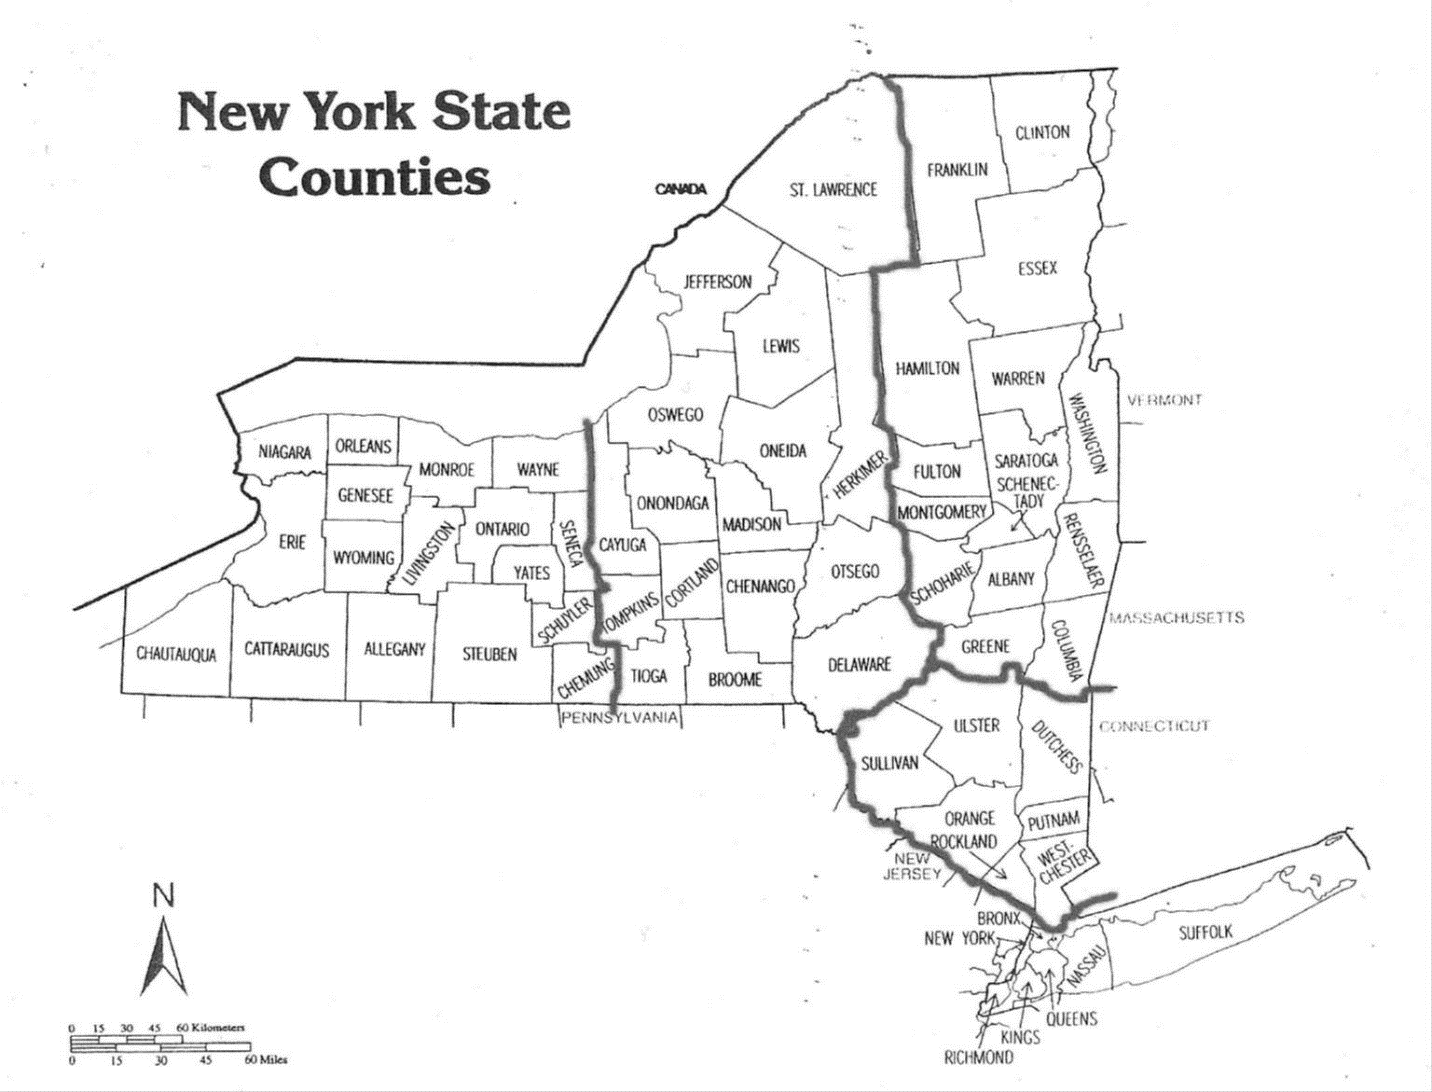 New York State
Counties
CANADA
ST. LAWRENCE
FRANKLIN
CLINTON
ESSEX
JEFFERSON
LEWIS
HAMILTON
WARREN
WASHINGTON
VERMONT
OSWEGO
ONEIDA
HERKIMER
FULTON
SARATOGA
SCHENEC-
TADY
MONTGOMERY
NIAGARA
ORLEANS
MONROE
WAYNE
GENESEE
ONONDAGA
MADISON
ERIE
WYOMING
LIVINGSTON
ONTARIO
YATES
SENECA
CAYUGA
CORTLAND
CHENANGO
OTSEGO
SCHOHARIE
ALBANY
RENSSELAER
MASSACHUSETTS
CHAUTAUQUA
CATTARAUGUS
ALLEGANY
STEUBEN
SCHUYLER
TOMPKINS
CHEMUNG
TIOGA
BROOME
DELAWARE
GREENE
COLUMBIA
PENNSYLVANIA
CONNECTICUT
ULSTER
DUTCHESS
SULLIVAN
ORANGE
PUTNAM
ROCKLAND
WEST-
CHESTER
NEW
JERSEY
BRONX
NEW YORK
NASSAU
SUFFOLK
QUEENS
KINGS
RICHMOND
N
0 15 30 45 60 Kilometers
0 15 30 45 60 Miles